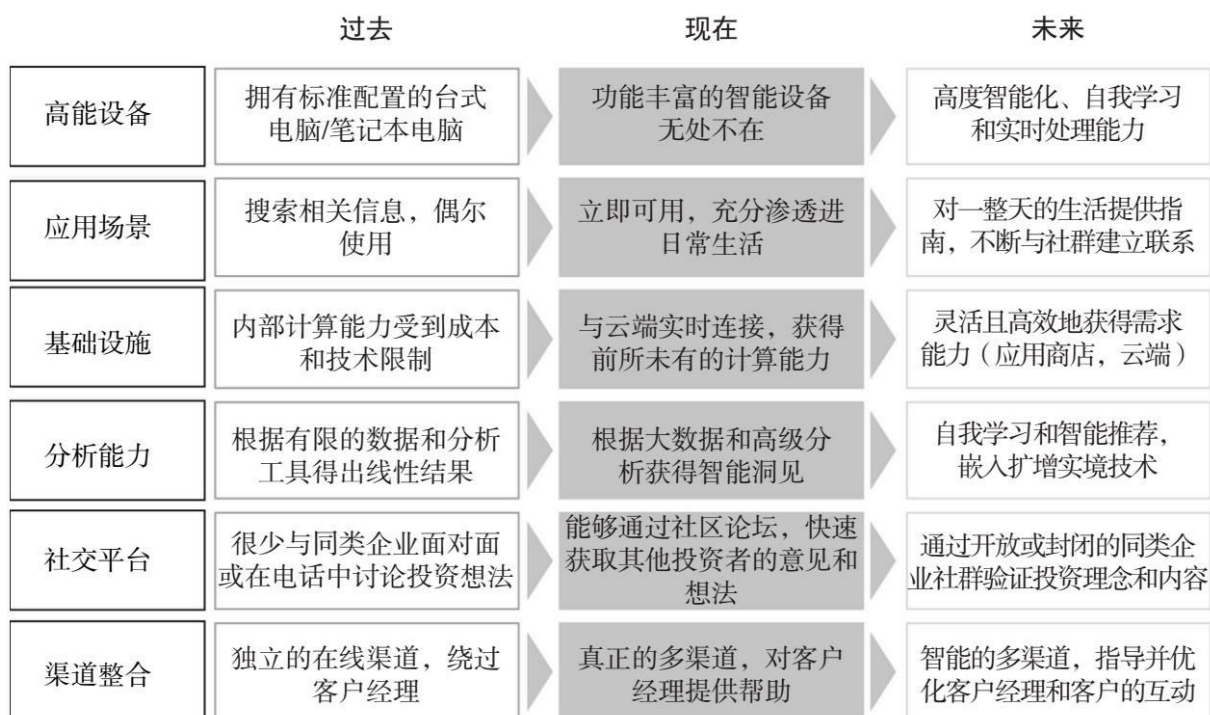 过去
现在
未来
高能设备
拥有标准配置的台式
电脑/笔记本电脑
功能丰富的智能设备
无处不在
高度智能化、自我学习
和实时处理能力
应用场景
搜索相关信息，偶尔
使用
立即可用，充分渗透进
日常生活
对一整天的生活提供指
南，不断与社群建立联系
基础设施
内部计算能力受到成本
和技术限制
与云端实时连接，获得
前所未有的计算能力
灵活且高效地获得需求
能力（应用商店，云端）
分析能力
根据有限的数据和分析
工具得出线性结果
根据大数据和高级分
析获得智能洞见
自我学习和智能推荐，
嵌入扩增实境技术
社交平台
很少与同类企业面对面
或在电话中讨论投资想法
能够通过社区论坛，快速
获取其他投资者的意见和
想法
通过开放或封闭的同类企
业社群验证投资理念和内容
渠道整合
独立的在线渠道，绕过
客户经理
真正的多渠道，对客户
经理提供帮助
智能的多渠道，指导并优
化客户经理和客户的互动